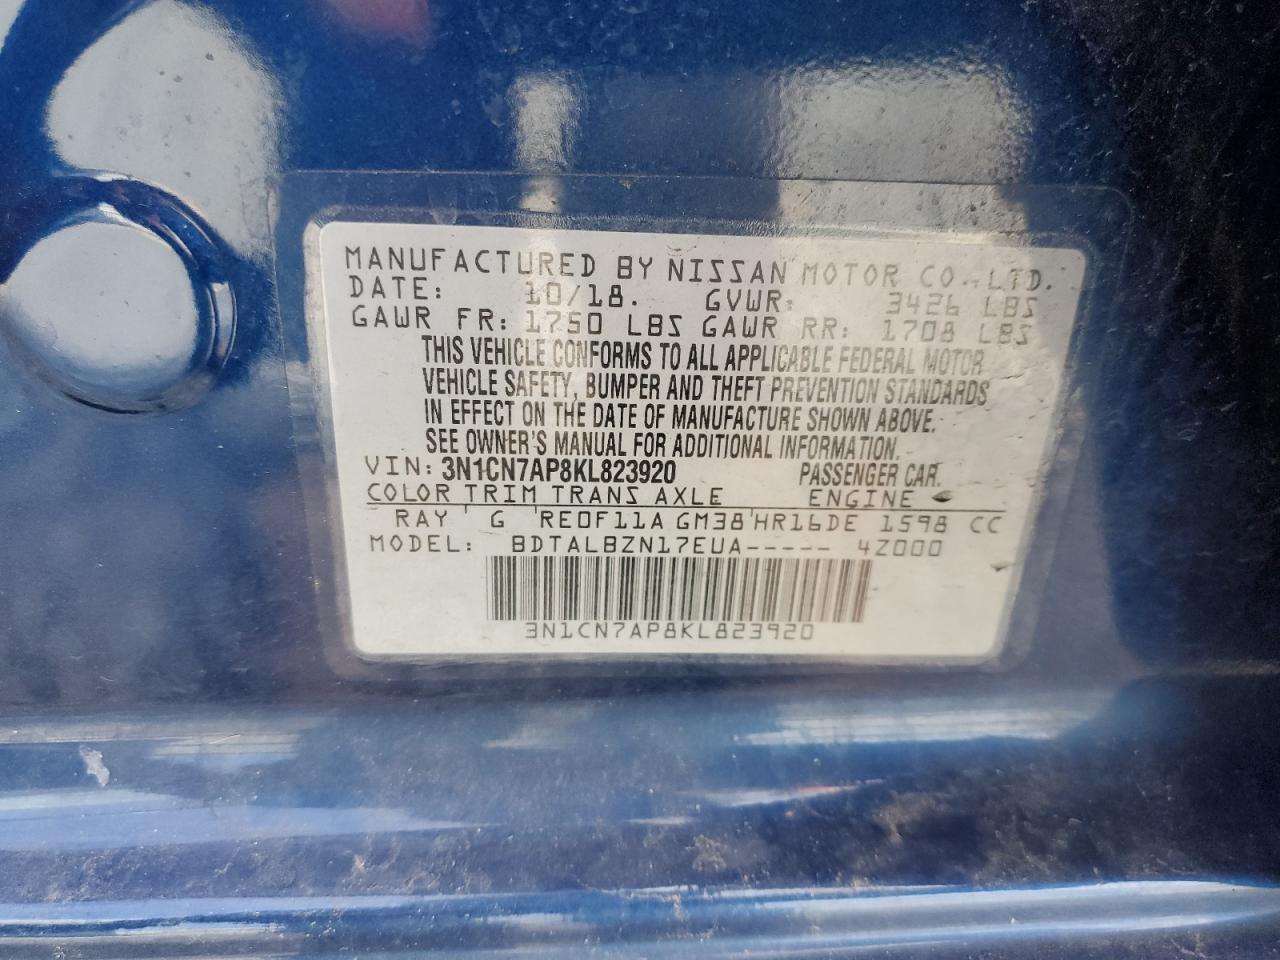 MANUFACTURED BY NISSAN MOTOR CO., LTD.
DATE: 10/18. GVWR: 3426 LBS
GAWR FR: 1750 LBS GAWR RR: 1708 LBS
THIS VEHICLE CONFORMS TO ALL APPLICABLE FEDERAL MOTOR
VEHICLE SAFETY, BUMPER AND THEFT PREVENTION STANDARDS
IN EFFECT ON THE DATE OF MANUFACTURE SHOWN ABOVE.
SEE OWNER'S MANUAL FOR ADDITIONAL INFORMATION.
VIN: 3N1CN7AP8KL823920 PASSENGER CAR.
COLOR TRIM TRANS AXLE ENGINE
RAY G RE0F11A GM38 HR16DE 1598 CC
MODEL: BDTALBZN17EUA----- 4Z000
3N1CN7AP8KL823920